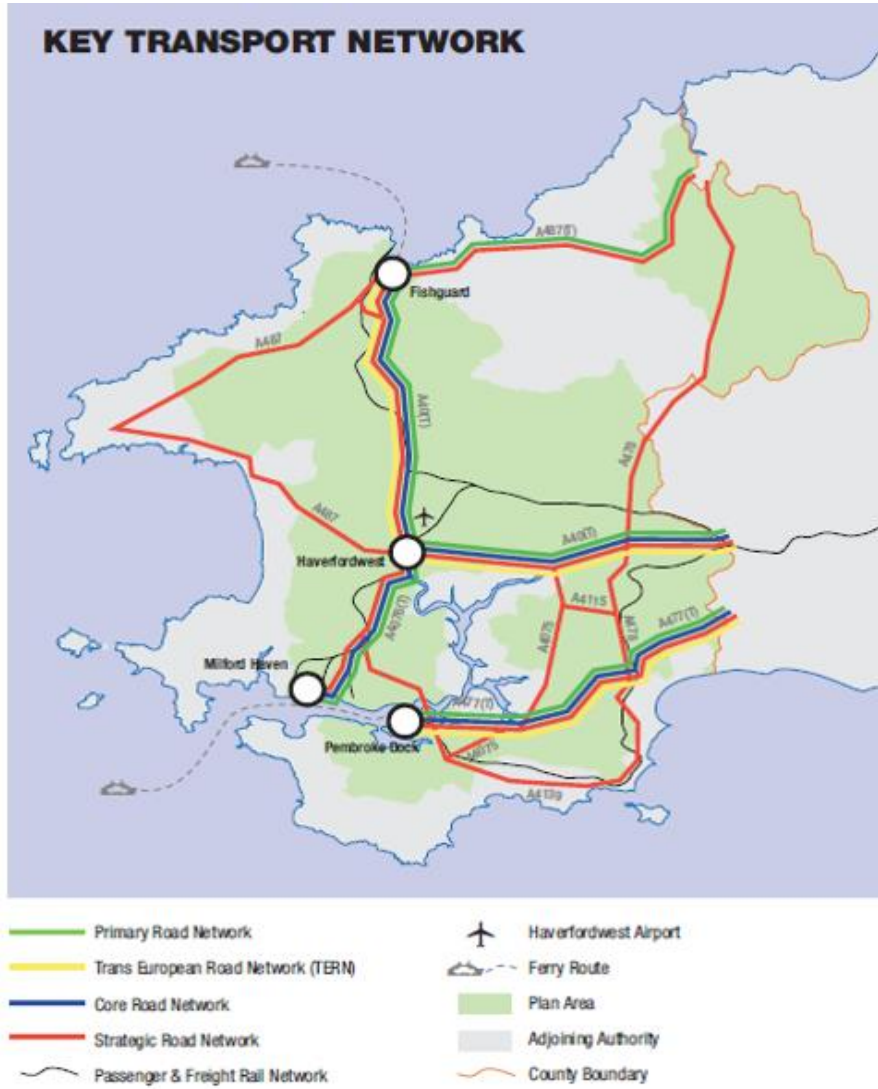 KEY TRANSPORT NETWORK
A487(T)
Fishguard
A487
A40(T)
A478
A487
Haverfordwest
A40(T)
A4115
A4076(T)
A4075
A478
A477(T)
Milford Haven
A477(T)
Pembroke Dock
A4075
A4139
Primary Road Network
Haverfordwest Airport
Trans European Road Network (TERN)
Ferry Route
Core Road Network
Plan Area
Strategic Road Network
Adjoining Authority
Passenger & Freight Rail Network
County Boundary